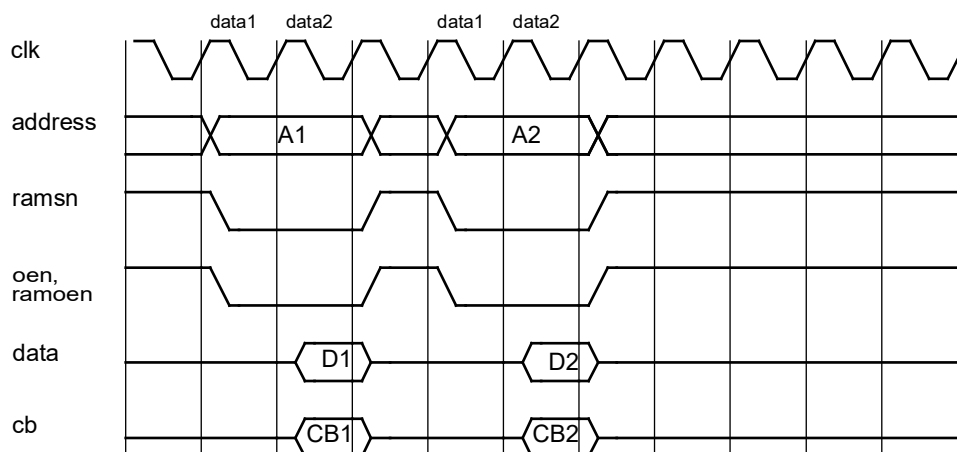 data1 data2 data1 data2
clk
address A1 A2
ramsn
oen,
ramoen
data D1 D2
cb CB1 CB2